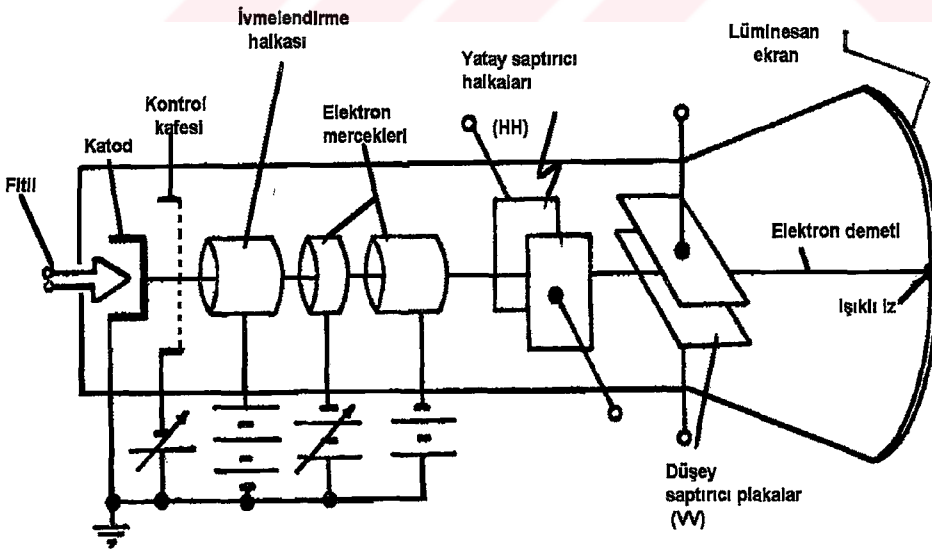 İvmelendirme
halkası
Lüminesan
ekran
Yatay saptırıcı
halkaları
(HH)
Kontrol
kafesi
Elektron
mercekleri
Katod
Fitil
Elektron demeti
Işıklı iz
Düşey
saptırıcı plakalar
(VV)